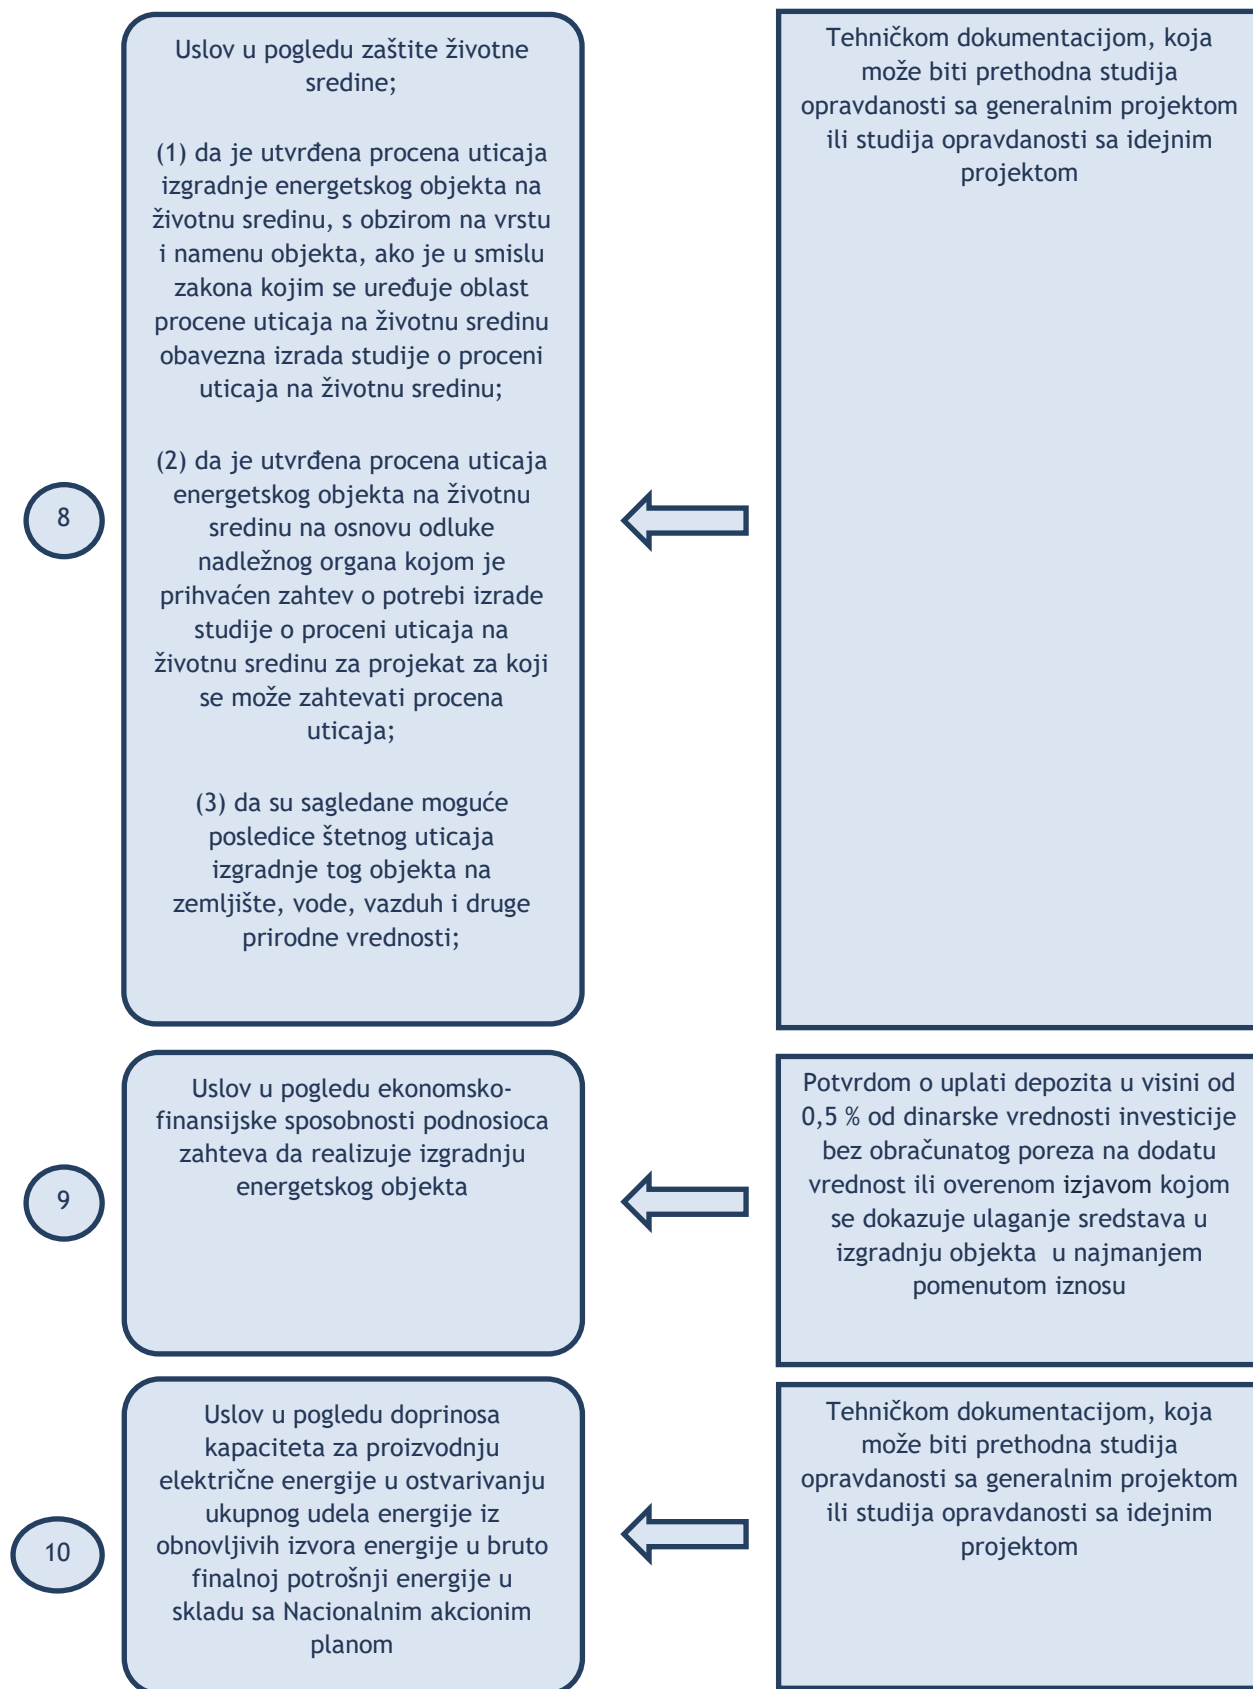 8
Uslov u pogledu zaštite životne
sredine;
(1) da je utvrđena procena uticaja
izgradnje energetskog objekta na
životnu sredinu, s obzirom na vrstu
i namenu objekta, ako je u smislu
zakona kojim se uređuje oblast
procene uticaja na životnu sredinu
obavezna izrada studije o proceni
uticaja na životnu sredinu;
(2) da je utvrđena procena uticaja
energetskog objekta na životnu
sredinu na osnovu odluke
nadležnog organa kojom je
prihvaćen zahtev o potrebi izrade
studije o proceni uticaja na
životnu sredinu za projekat za koji
se može zahtevati procena
uticaja;
(3) da su sagledane moguće
posledice štetnog uticaja
izgradnje tog objekta na
zemljište, vode, vazduh i druge
prirodne vrednosti;
Tehničkom dokumentacijom, koja
može biti prethodna studija
opravdanosti sa generalnim projektom
ili studija opravdanosti sa idejnim
projektom
9
Uslov u pogledu ekonomsko-
finansijske sposobnosti podnosioca
zahteva da realizuje izgradnju
energetskog objekta
Potvrdom o uplati depozita u visini od
0,5 % od dinarske vrednosti investicije
bez obračunatog poreza na dodatu
vrednost ili overenom izjavom kojom
se dokazuje ulaganje sredstava u
izgradnju objekta  u najmanjem
pomenutom iznosu
10
Uslov u pogledu doprinosa
kapaciteta za proizvodnju
električne energije u ostvarivanju
ukupnog udela energije iz
obnovljivih izvora energije u bruto
finalnoj potrošnji energije u
skladu sa Nacionalnim akcionim
planom
Tehničkom dokumentacijom, koja
može biti prethodna studija
opravdanosti sa generalnim projektom
ili studija opravdanosti sa idejnim
projektom